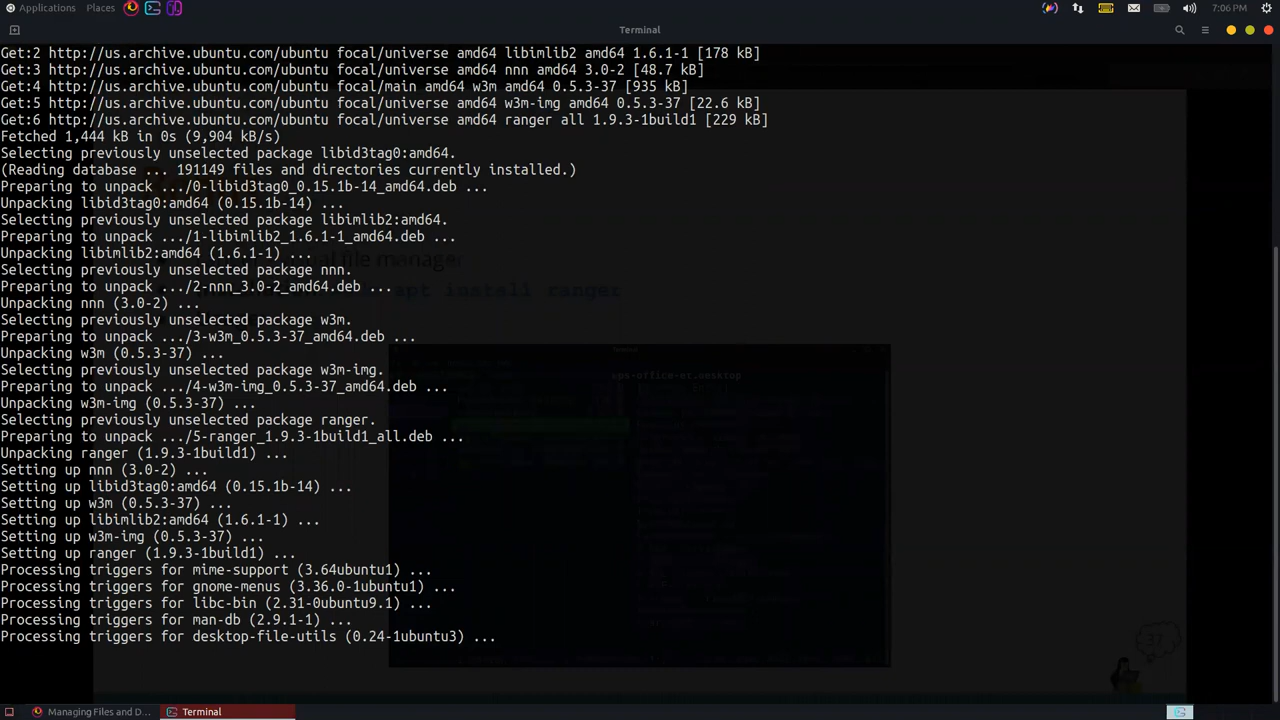 Applications Places 7:06 PM
Terminal
Get:2 http://us.archive.ubuntu.com/ubuntu focal/universe amd64 libimlib2 amd64 1.6.1-1 [178 kB]
Get:3 http://us.archive.ubuntu.com/ubuntu focal/universe amd64 nnn amd64 3.0-2 [48.7 kB]
Get:4 http://us.archive.ubuntu.com/ubuntu focal/main amd64 w3m amd64 0.5.3-37 [935 kB]
Get:5 http://us.archive.ubuntu.com/ubuntu focal/universe amd64 w3m-img amd64 0.5.3-37 [22.6 kB]
Get:6 http://us.archive.ubuntu.com/ubuntu focal/universe amd64 ranger all 1.9.3-1build1 [229 kB]
Fetched 1,444 kB in 0s (9,904 kB/s)
Selecting previously unselected package libid3tag0:amd64.
(Reading database ... 191149 files and directories currently installed.)
Preparing to unpack .../0-libid3tag0_0.15.1b-14_amd64.deb ...
Unpacking libid3tag0:amd64 (0.15.1b-14) ...
Selecting previously unselected package libimlib2:amd64.
Preparing to unpack .../1-libimlib2_1.6.1-1_amd64.deb ...
Unpacking libimlib2:amd64 (1.6.1-1) ...
file manager
Selecting previously unselected package nnn.
Preparing to unpack .../2-nnn_3.0-2_amd64.deb ...
apt install ranger
Unpacking nnn (3.0-2) ...
Selecting previously unselected package w3m.
Preparing to unpack .../3-w3m_0.5.3-37_amd64.deb ...
Unpacking w3m (0.5.3-37) ...
Selecting previously unselected package w3m-img.
Preparing to unpack .../4-w3m-img_0.5.3-37_amd64.deb ...
Unpacking w3m-img (0.5.3-37) ...
Selecting previously unselected package ranger.
Preparing to unpack .../5-ranger_1.9.3-1build1_all.deb ...
Unpacking ranger (1.9.3-1build1) ...
Setting up nnn (3.0-2) ...
Setting up libid3tag0:amd64 (0.15.1b-14) ...
Setting up w3m (0.5.3-37) ...
Setting up libimlib2:amd64 (1.6.1-1) ...
Setting up w3m-img (0.5.3-37) ...
Setting up ranger (1.9.3-1build1) ...
Processing triggers for mime-support (3.64ubuntu1) ...
Processing triggers for gnome-menus (3.36.0-1ubuntu1) ...
Processing triggers for libc-bin (2.31-0ubuntu9.1) ...
Processing triggers for man-db (2.9.1-1) ...
Processing triggers for desktop-file-utils (0.24-1ubuntu3) ...
37
Managing Files and D... Terminal